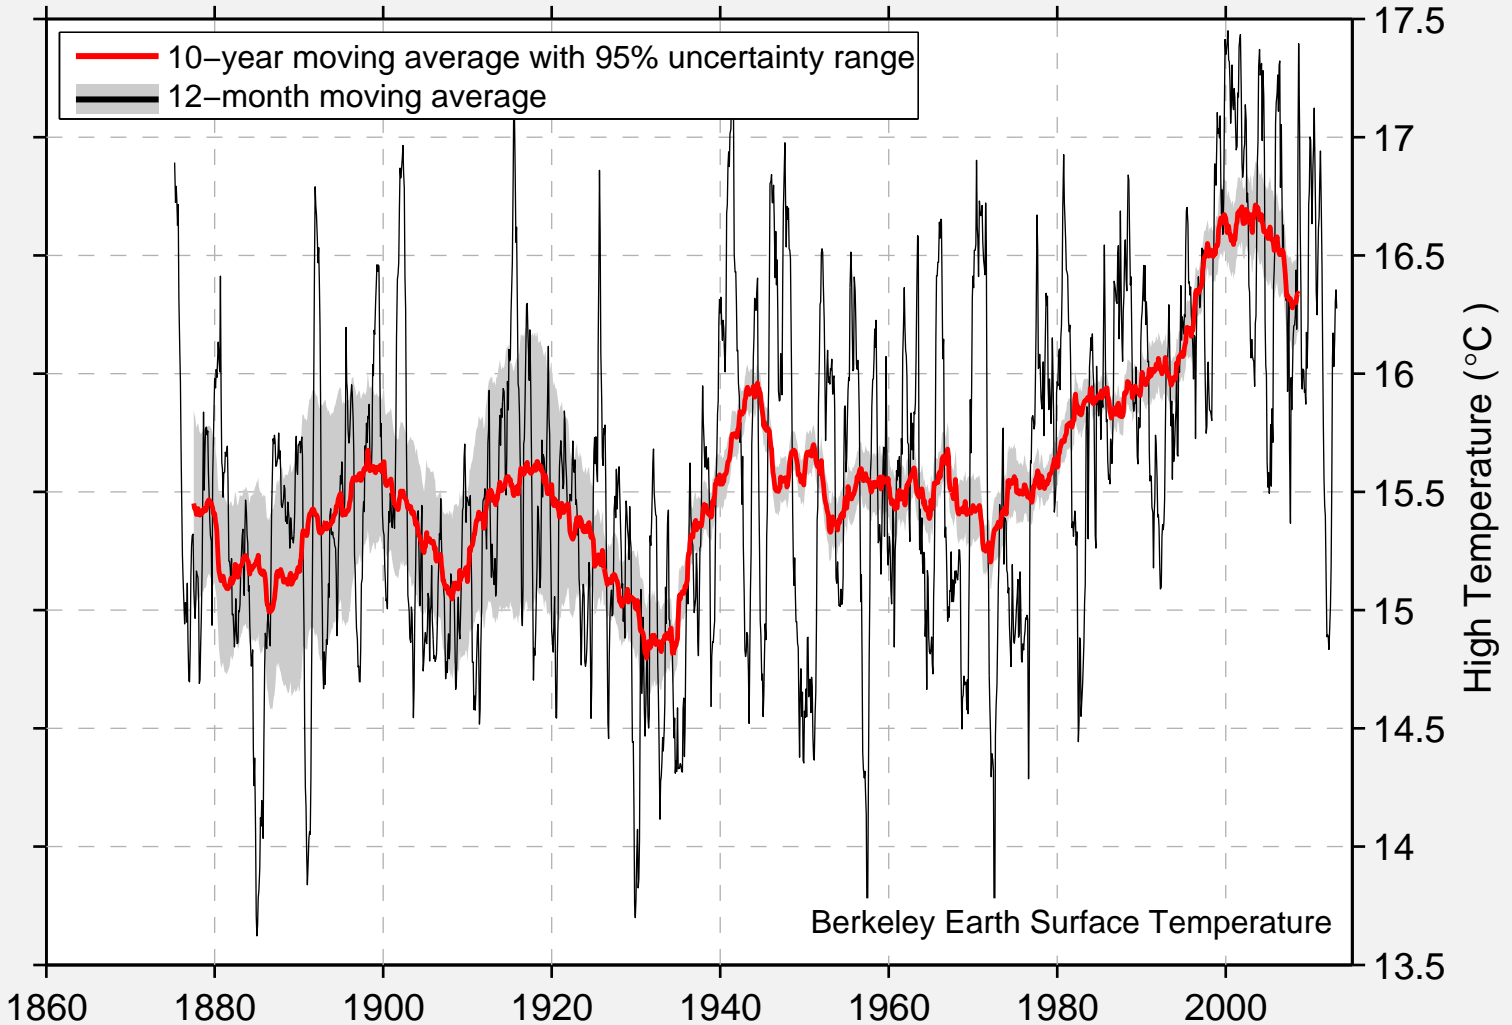 10−year moving average with 95% uncertainty range
12−month moving average
17.5
17
16.5
16
15.5
15
14.5
14
13.5
High Temperature (°C )
Berkeley Earth Surface Temperature
1860 1880 1900 1920 1940 1960 1980 2000